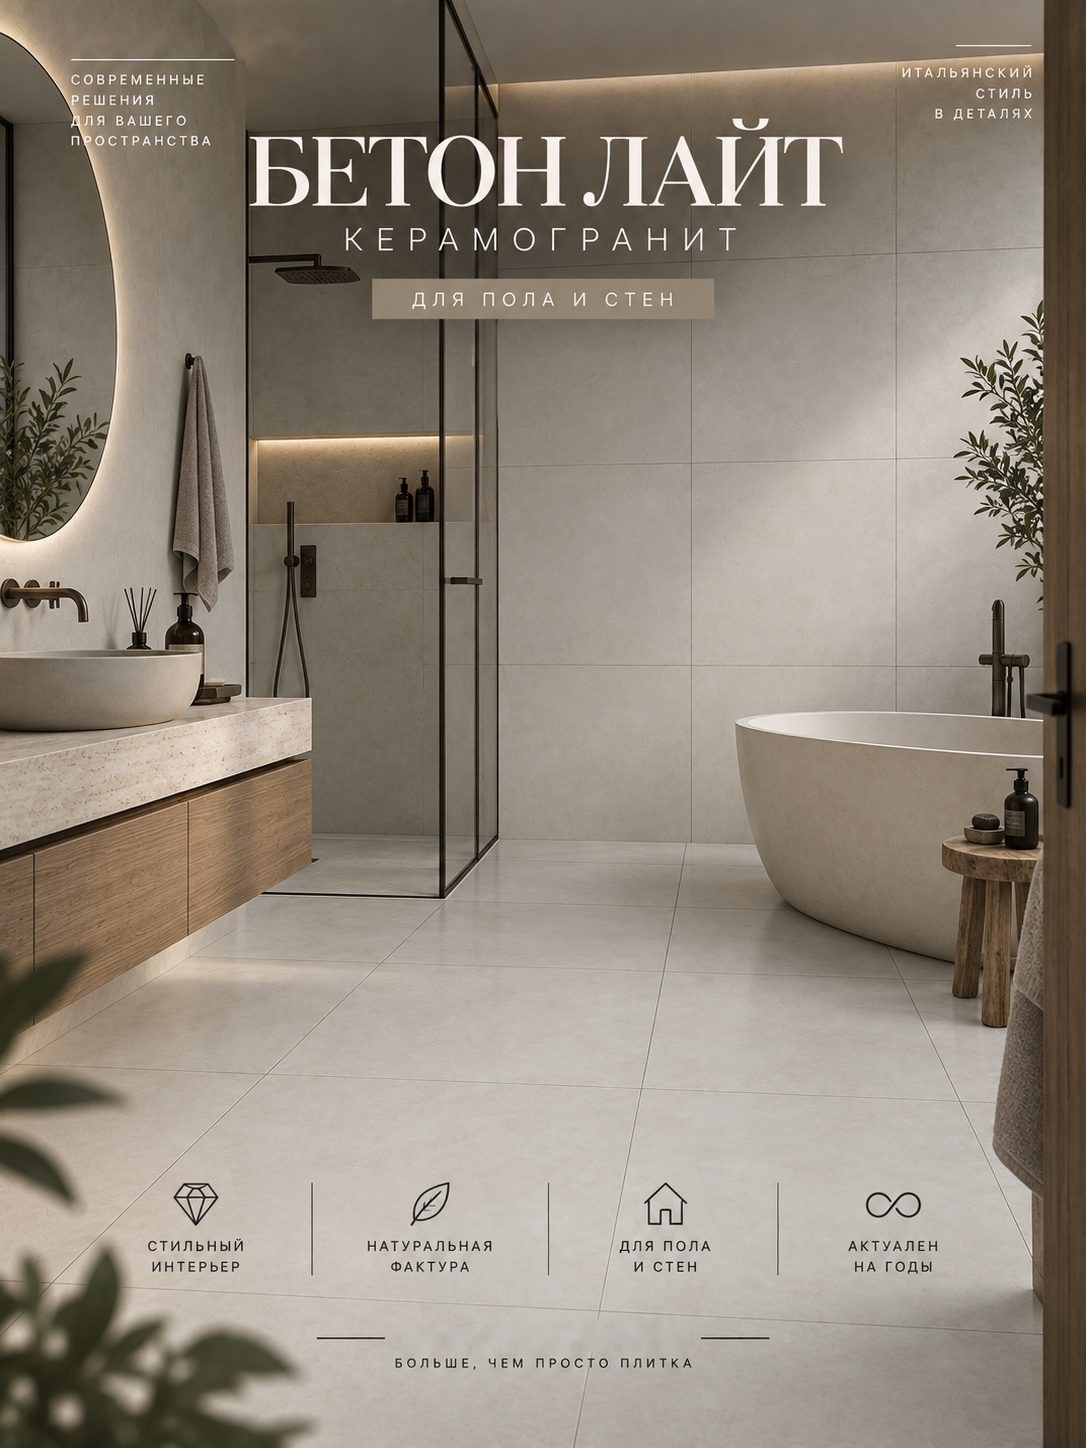 СОВРЕМЕННЫЕ
РЕШЕНИЯ
ДЛЯ ВАШЕГО
ПРОСТРАНСТВА
ИТАЛЬЯНСКИЙ
СТИЛЬ
В ДЕТАЛЯХ
БЕТОН ЛАЙТ
КЕРАМОГРАНИТ
ДЛЯ ПОЛА И СТЕН
СТИЛЬНЫЙ
ИНТЕРЬЕР
НАТУРАЛЬНАЯ
ФАКТУРА
ДЛЯ ПОЛА
И СТЕН
АКТУАЛЕН
НА ГОДЫ
БОЛЬШЕ, ЧЕМ ПРОСТО ПЛИТКА